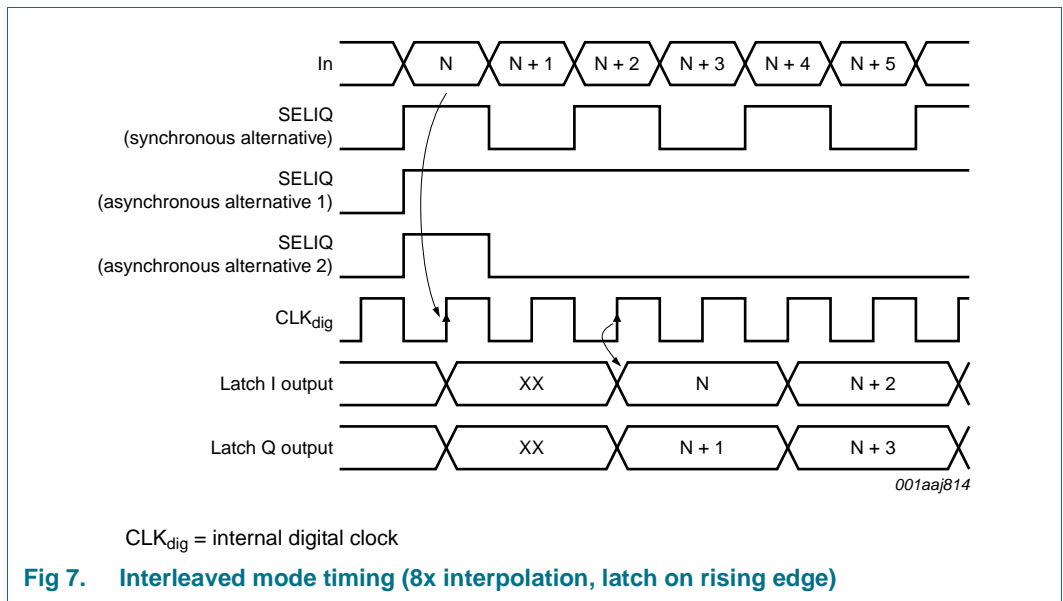 In
N
N + 1
N + 2
N + 3
N + 4
N + 5
SELIQ
(synchronous alternative)
SELIQ
(asynchronous alternative 1)
SELIQ
(asynchronous alternative 2)
CLKdig
Latch I output
XX
N
N + 2
Latch Q output
XX
N + 1
N + 3
001aaj814
CLKdig = internal digital clock
Fig 7. Interleaved mode timing (8x interpolation, latch on rising edge)